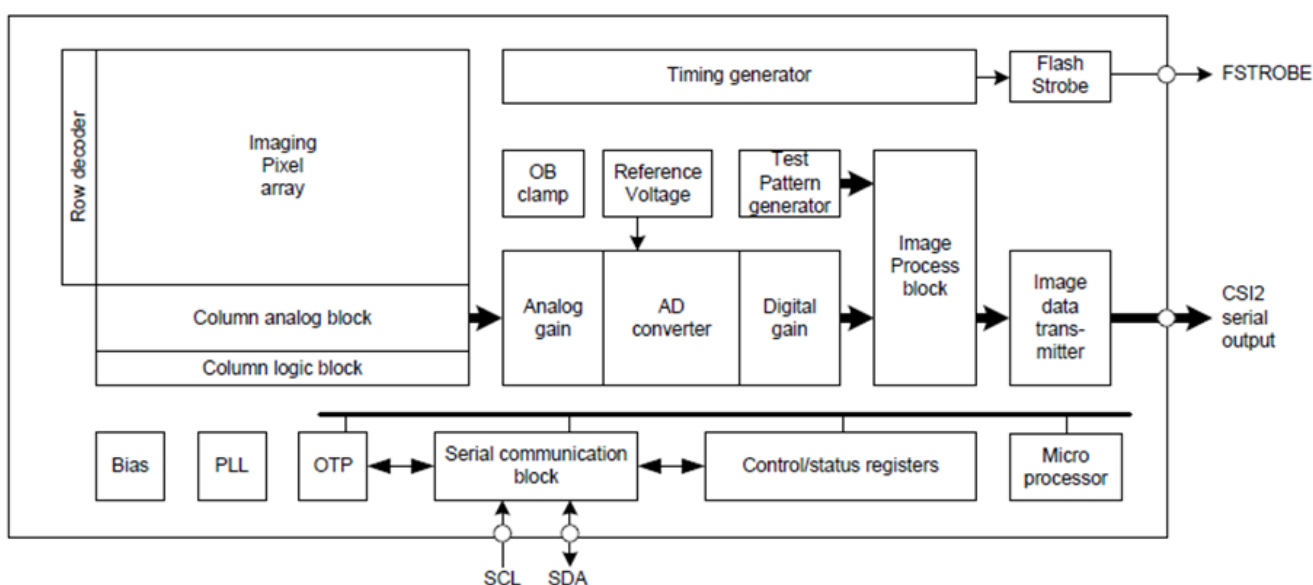 Row decoder
Imaging
Pixel
array
Column analog block
Column logic block
Timing generator
Flash
Strobe
FSTROBE
OB
clamp
Reference
Voltage
Test
Pattern
generator
Analog
gain
AD
converter
Digital
gain
Image
Process
block
Image
data
trans-
mitter
CSI2
serial
output
Bias
PLL
OTP
Serial communication
block
Control/status registers
Micro
processor
SCL
SDA